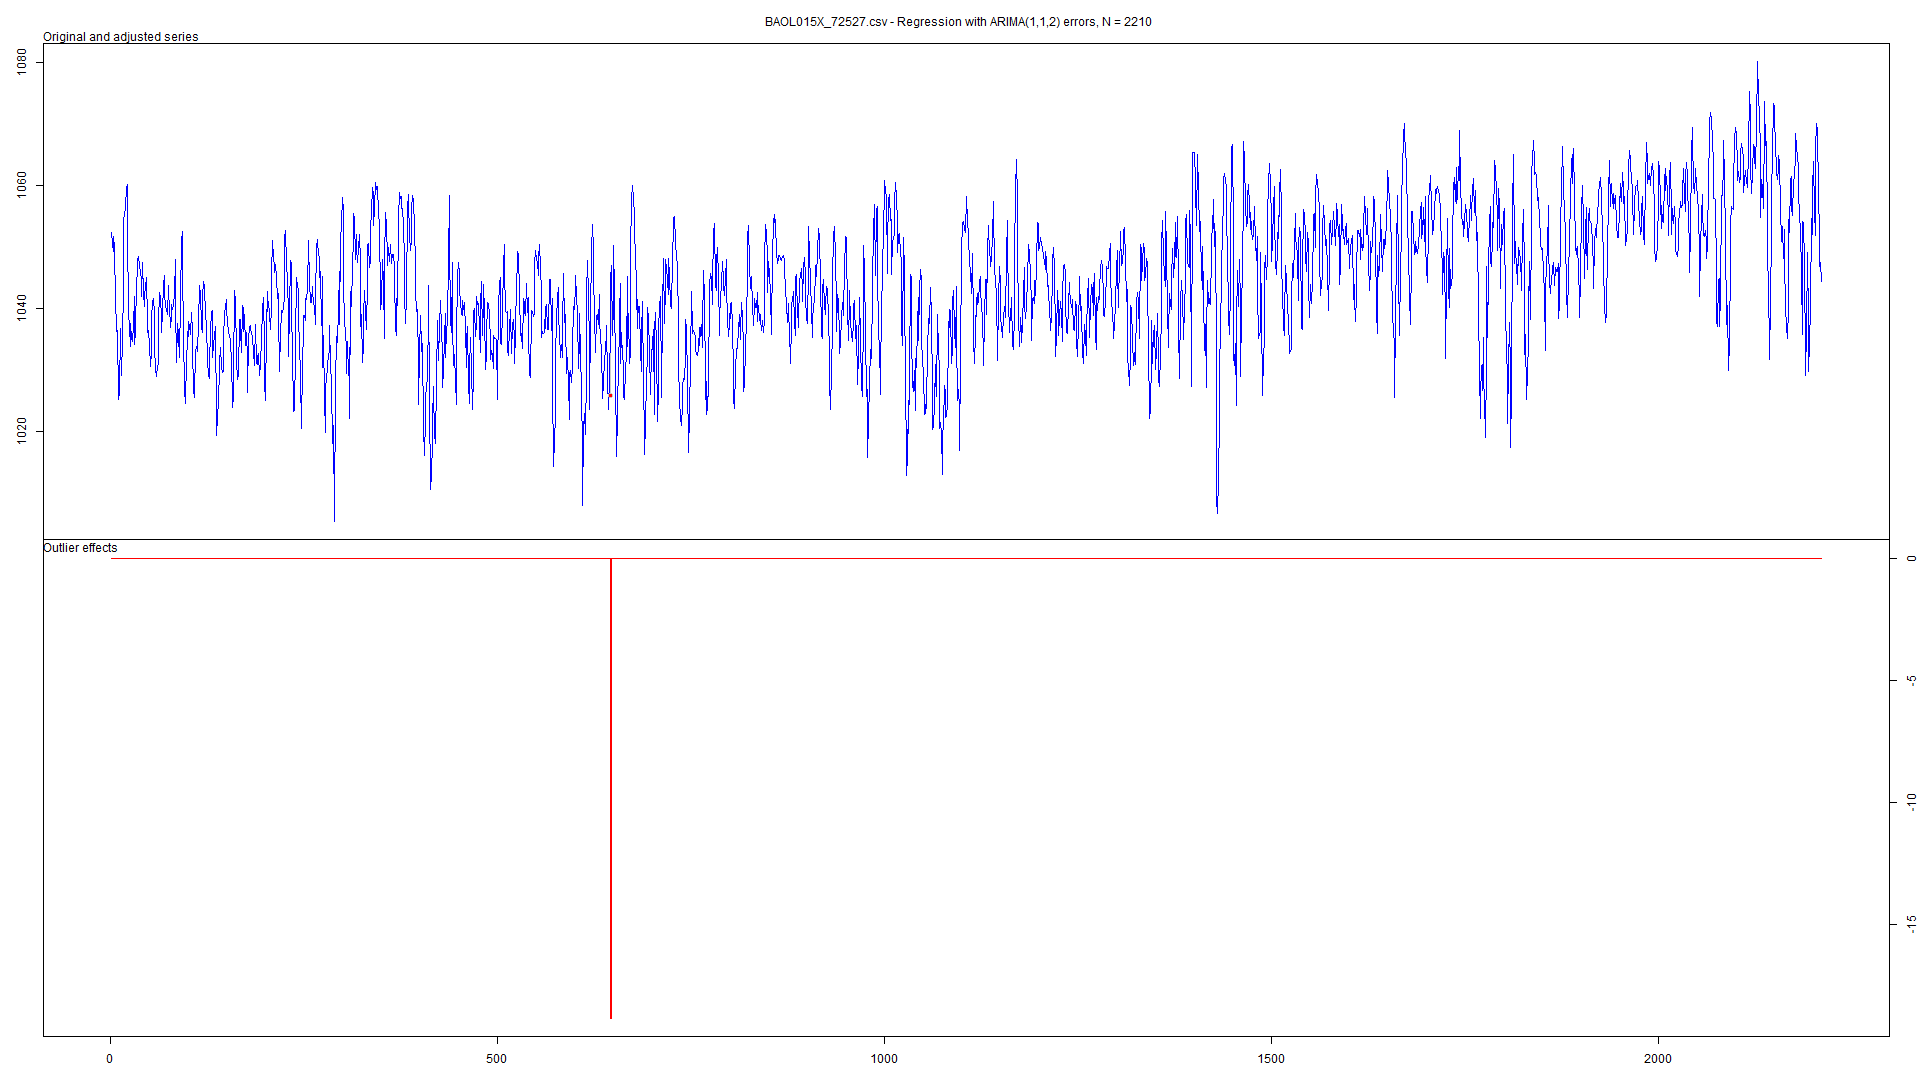 BAOL015X_72527.csv - Regression with ARIMA(1,1,2) errors, N = 2210
Original and adjusted series
1080
1060
1040
1020
Outlier effects
0
-5
-10
-15
0 500 1000 1500 2000